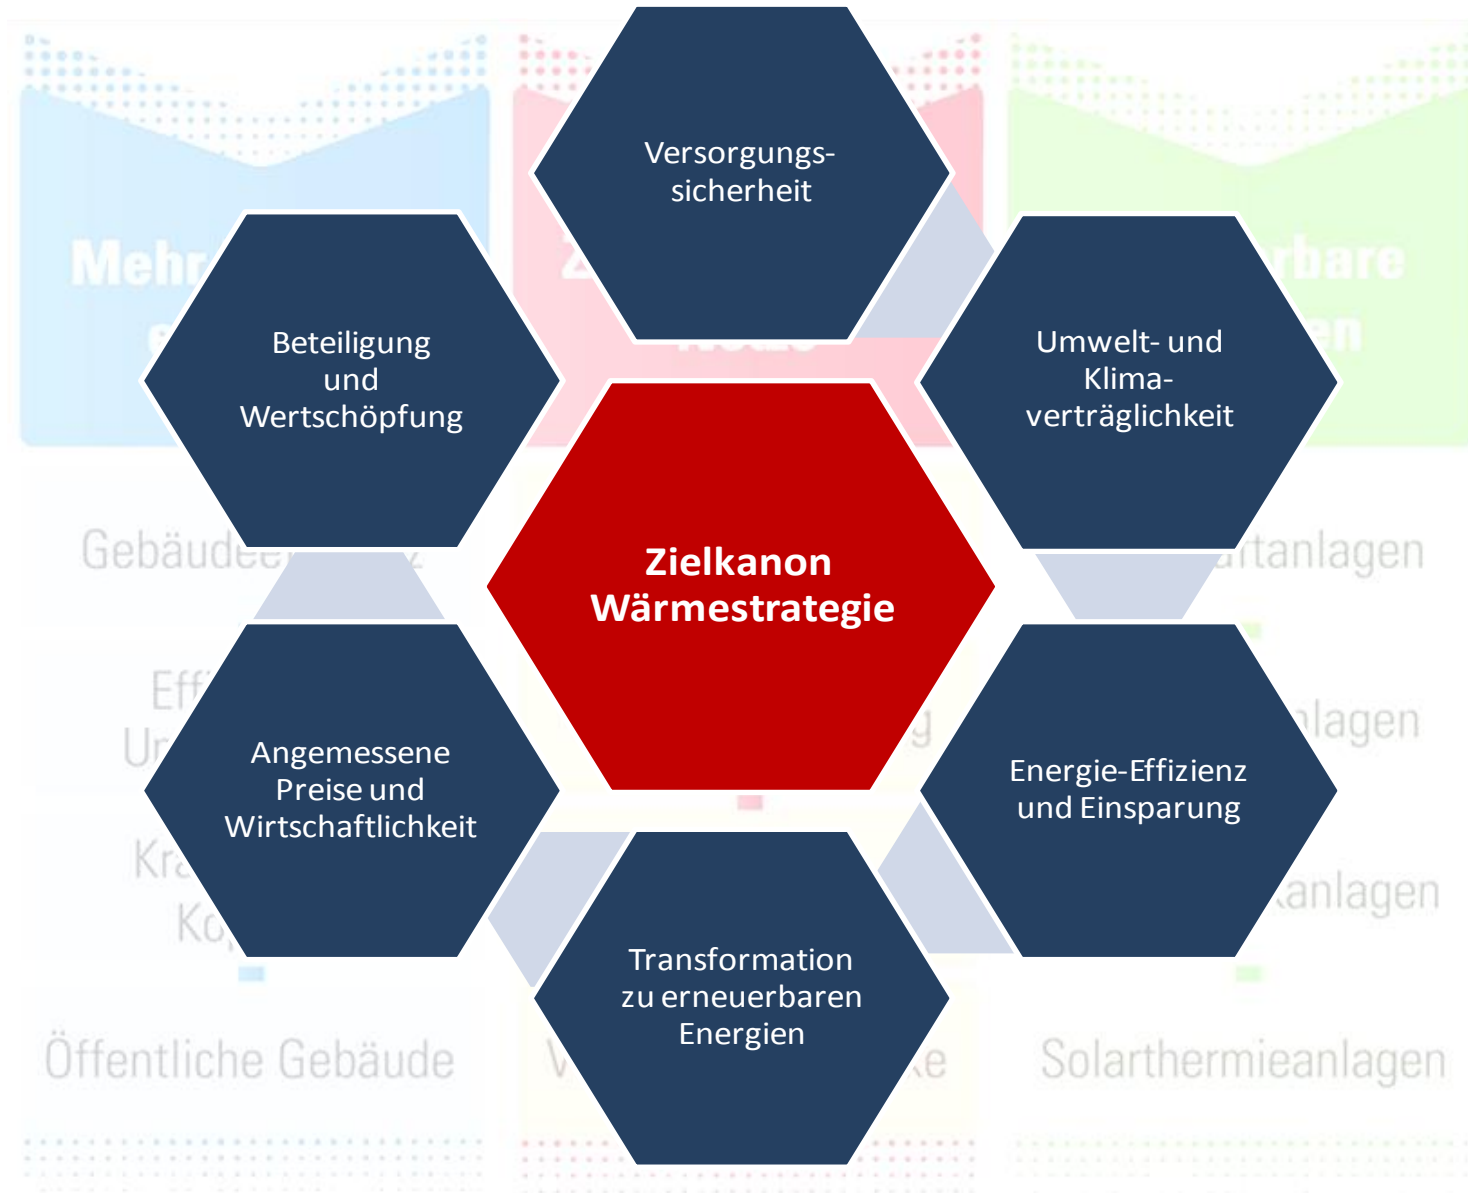 Versorgungs-
sicherheit
Umwelt- und
Klima-
verträglichkeit
Energie-Effizienz
und Einsparung
Transformation
zu erneuerbaren
Energien
Angemessene
Preise und
Wirtschaftlichkeit
Beteiligung
und
Wertschöpfung
Zielkanon
Wärmestrategie
Mehr
Öffentliche Gebäude
Solarthermieanlagen